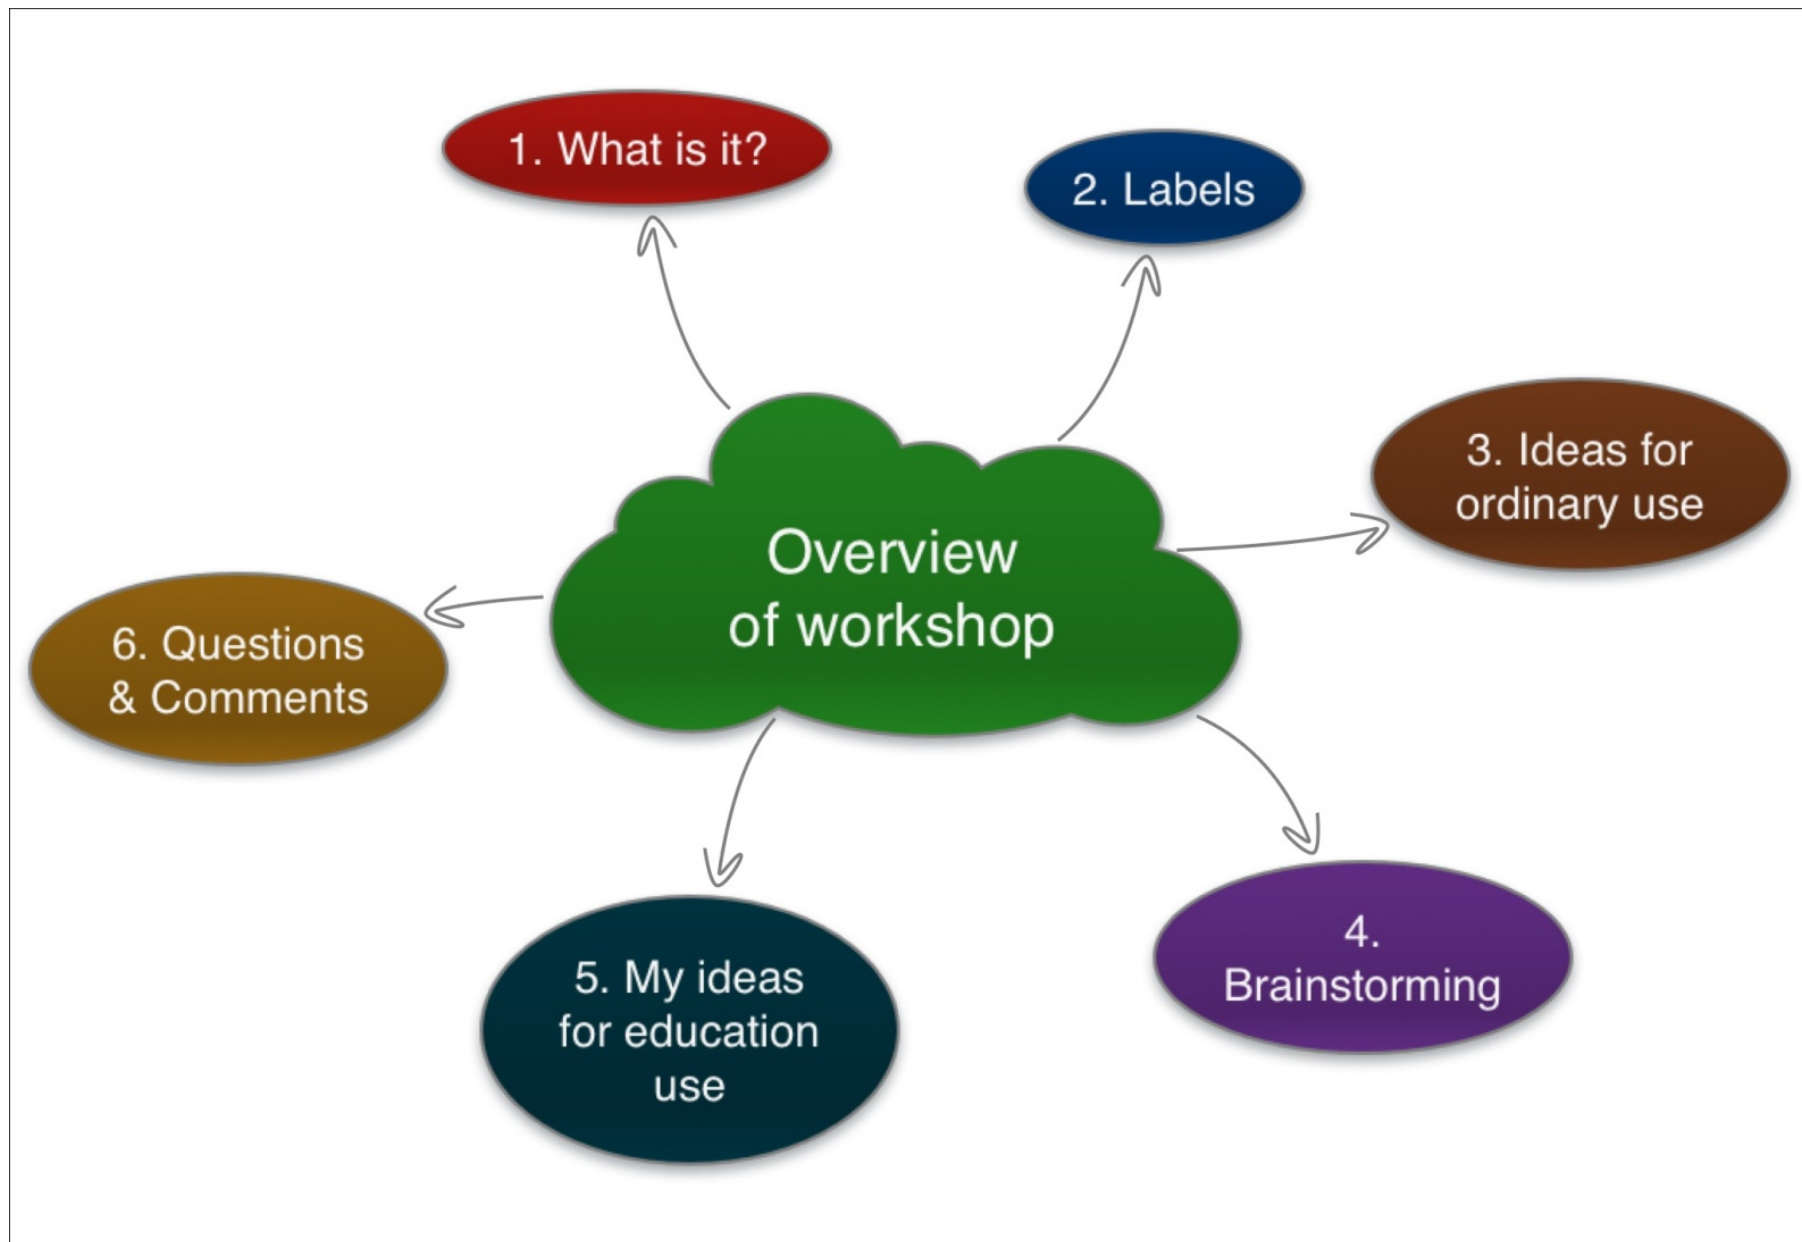 Overview
of workshop
1. What is it?
2. Labels
3. Ideas for
ordinary use
4.
Brainstorming
5. My ideas
for education
use
6. Questions
& Comments